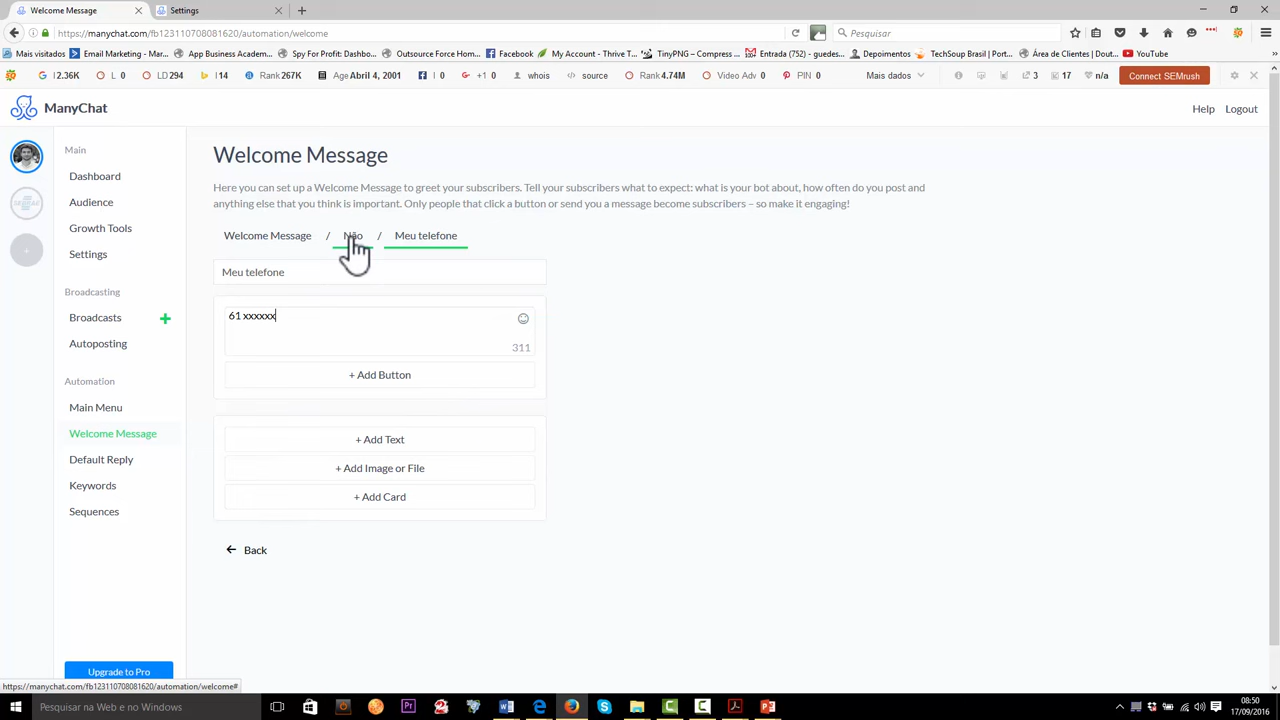 Welcome Message
Settings
https://manychat.com/fb123110708081620/automation/welcome
Pesquisar
Mais visitados
Email Marketing - Mar...
App Business Academ...
Spy For Profit: Dashbo...
Outsource Force Hom...
Facebook
My Account - Thrive T...
TinyPNG – Compress ...
Entrada (752) - guedes...
Depoimentos
TechSoup Brasil | Port...
Área de Clientes | Dout...
YouTube
I 2.36K
L 0
LD 294
I 14
Rank 267K
Age Abril 4, 2001
I 0
+1 0
whois
source
Rank 4.74M
Video Adv 0
PIN 0
Mais dados
3
17
n/a
Connect SEMrush
ManyChat
Help
Logout
Main
Dashboard
Audience
Growth Tools
Settings
Broadcasting
Broadcasts
Autoposting
Automation
Main Menu
Welcome Message
Default Reply
Keywords
Sequences
Upgrade to Pro
Welcome Message
Here you can set up a Welcome Message to greet your subscribers. Tell your subscribers what to expect: what is your bot about, how often do you post and
anything else that you think is important. Only people that click a button or send you a message become subscribers – so make it engaging!
Welcome Message / Não / Meu telefone
Meu telefone
61 xxxxxx
311
+ Add Button
+ Add Text
+ Add Image or File
+ Add Card
Back
https://manychat.com/fb123110708081620/automation/welcome#
Pesquisar na Web e no Windows
08:50
17/09/2016